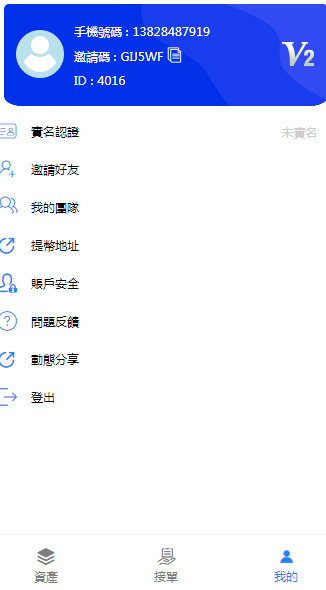 手機號碼 : 13828487919
邀請碼 : GIJ5WF
ID : 4016
V2
實名認證 未實名
邀請好友
我的團隊
提幣地址
賬戶安全
問題反饋
動態分享
登出
資產 接單 我的